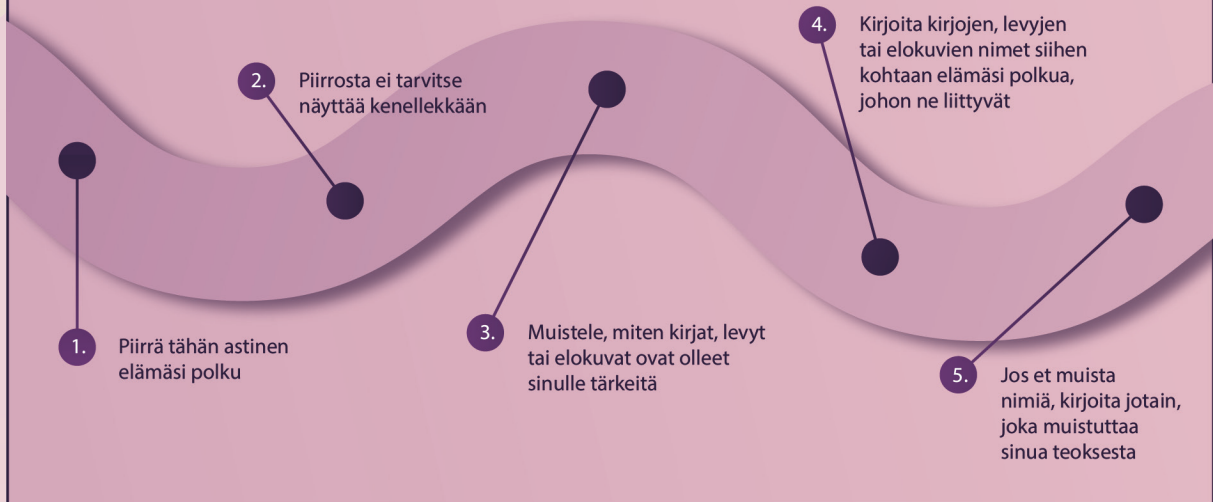 1.
Piirrä tähän astinen
elämäsi polku
2.
Piirrosta ei tarvitse
näyttää kenellekkään
3.
Muistele, miten kirjat, levyt
tai elokuvat ovat olleet
sinulle tärkeitä
4.
Kirjoita kirjojen, levyjen
tai elokuvien nimet siihen
kohtaan elämäsi polkua,
johon ne liittyvät
5.
Jos et muista
nimiä, kirjoita jotain,
joka muistuttaa
sinua teoksesta